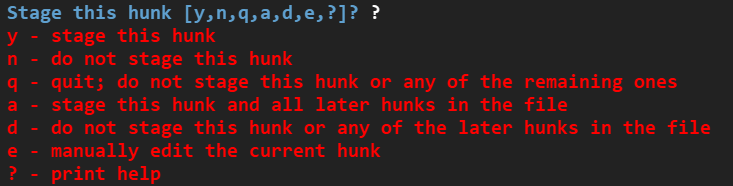 Stage this hunk [y,n,q,a,d,e,?]? ?
y - stage this hunk
n - do not stage this hunk
q - quit; do not stage this hunk or any of the remaining ones
a - stage this hunk and all later hunks in the file
d - do not stage this hunk or any of the later hunks in the file
e - manually edit the current hunk
? - print help